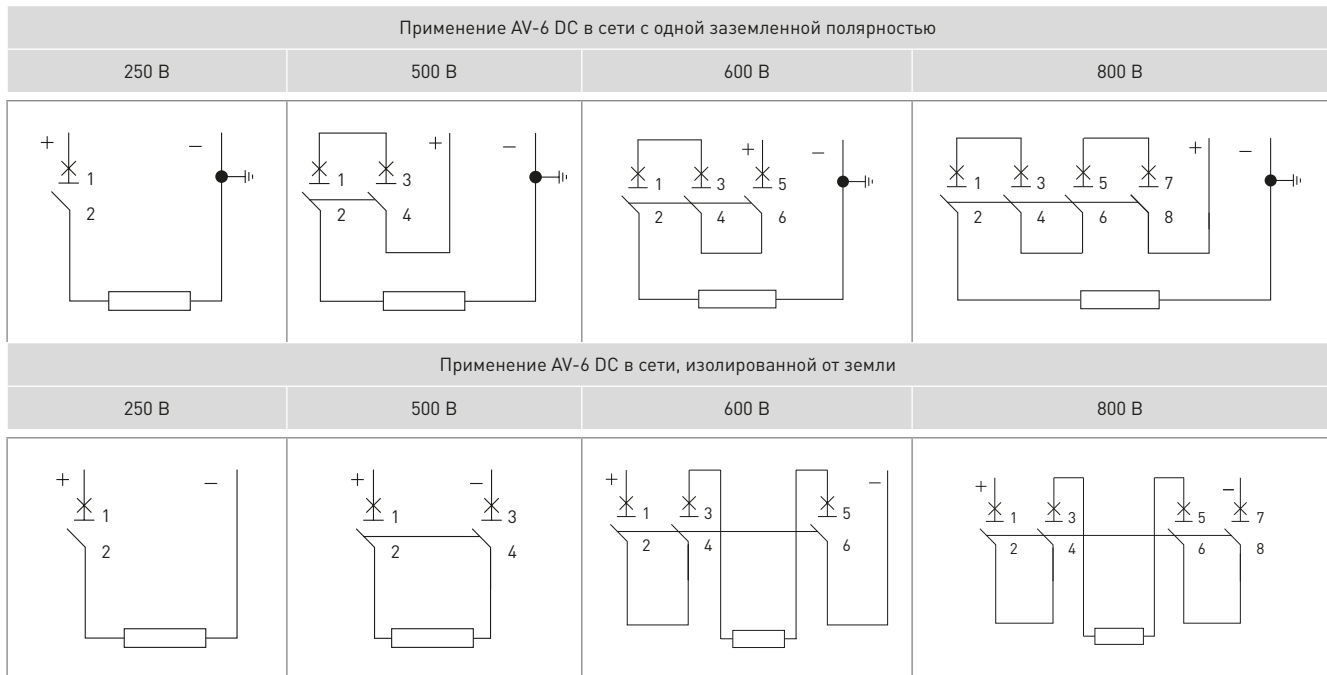 Применение AV-6 DC в сети с одной заземленной полярностью
250 В 500 В 600 В 800 В
+ – + – + – + –
1 1 3 1 3 5 1 3 5 7
2 2 4 2 4 6 2 4 6 8
Применение AV-6 DC в сети, изолированной от земли
250 В 500 В 600 В 800 В
+ – + – + – + –
1 1 3 1 3 5 1 3 5 7
2 2 4 2 4 6 2 4 6 8